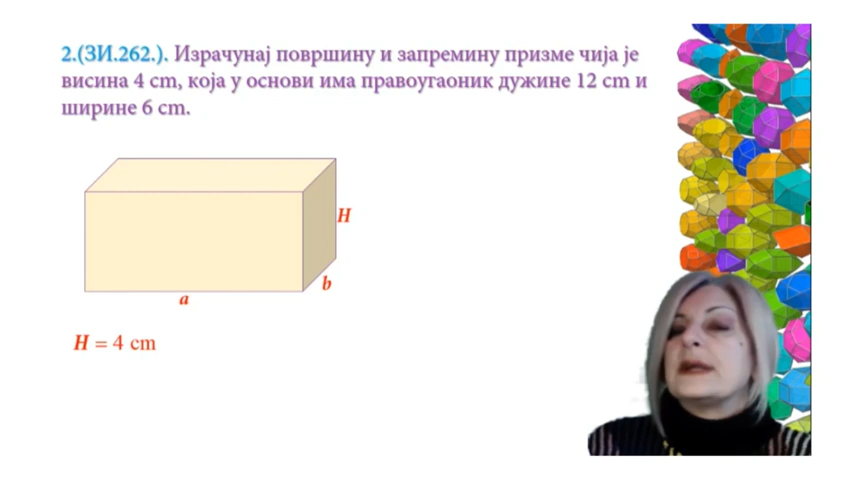 2.(ЗИ.262.). Израчунај површину и запремину призме чија је
висина 4 cm, која у основи има правоугаоник дужине 12 cm и
ширине 6 cm.
H
b
a
H = 4 cm